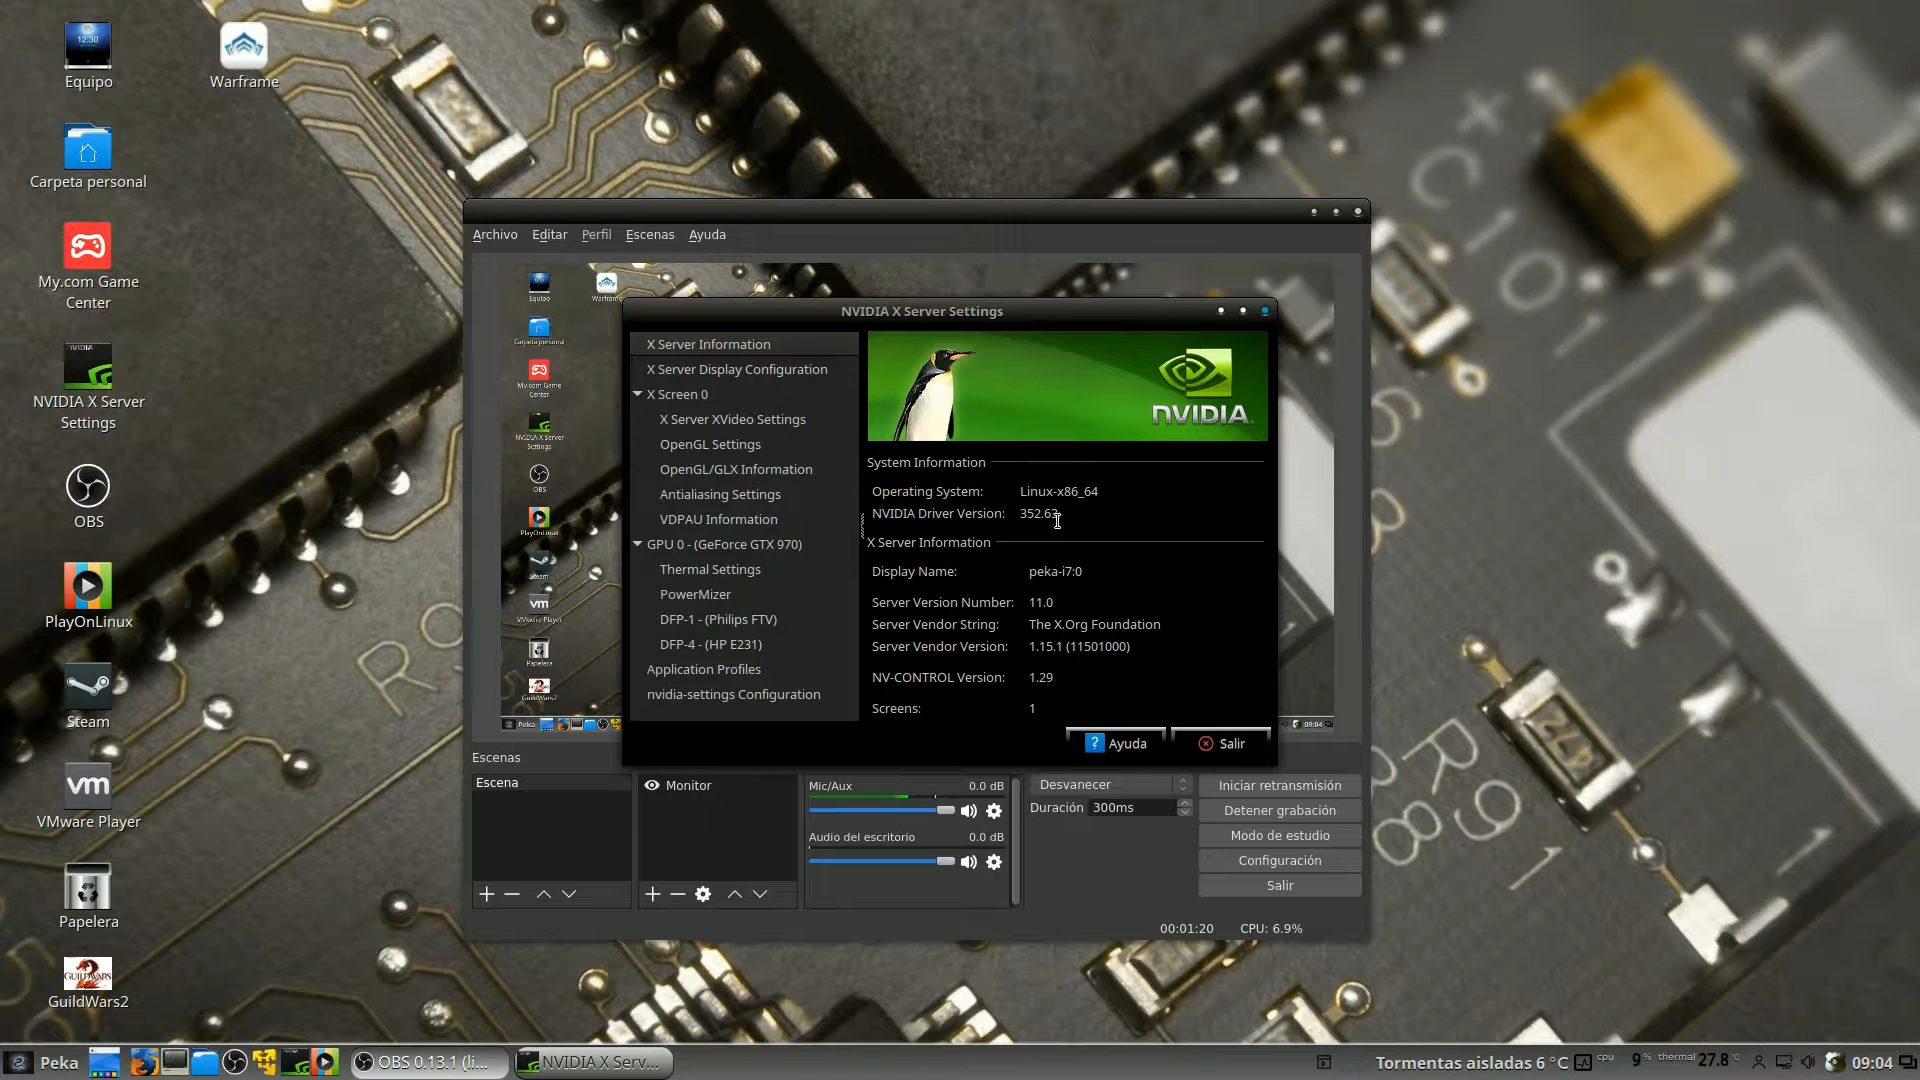 Equipo
Warframe
Carpeta personal
My.com Game
Center
NVIDIA X Server
Settings
OBS
PlayOnLinux
Steam
VMware Player
Papelera
GuildWars2
Archivo Editar Perfil Escenas Ayuda
NVIDIA X Server Settings
X Server Information
X Server Display Configuration
X Screen 0
X Server XVideo Settings
OpenGL Settings
OpenGL/GLX Information
Antialiasing Settings
VDPAU Information
GPU 0 - (GeForce GTX 970)
Thermal Settings
PowerMizer
DFP-1 - (Philips FTV)
DFP-4 - (HP E231)
Application Profiles
nvidia-settings Configuration
NVIDIA.
System Information
Operating System: Linux-x86_64
NVIDIA Driver Version: 352.63
X Server Information
Display Name: peka-i7:0
Server Version Number: 11.0
Server Vendor String: The X.Org Foundation
Server Vendor Version: 1.15.1 (11501000)
NV-CONTROL Version: 1.29
Screens: 1
Ayuda Salir
Escenas
Escena
Monitor
Mic/Aux 0.0 dB
Audio del escritorio 0.0 dB
Desvanecer
Duración 300ms
Iniciar retransmisión
Detener grabación
Modo de estudio
Configuración
Salir
00:01:20 CPU: 6.9%
Peka OBS 0.13.1 (li... NVIDIA X Serv... Tormentas aisladas 6 °C cpu 9 % thermal 27.8 °C 09:04